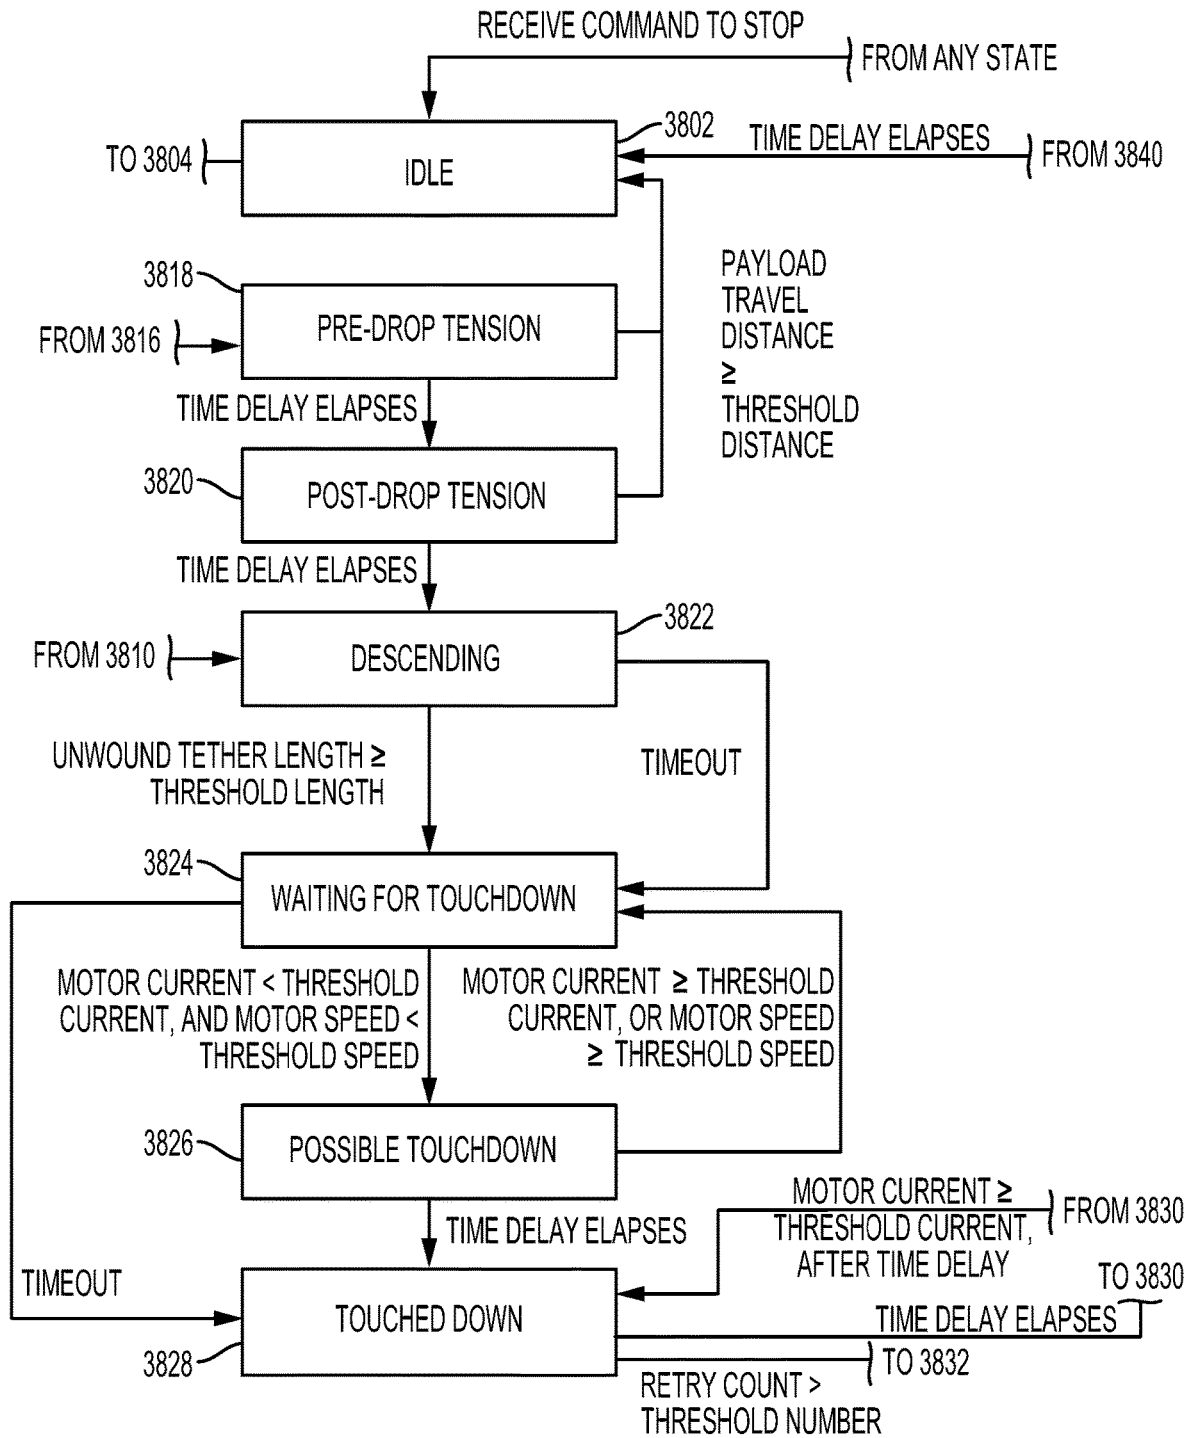 RECEIVE COMMAND TO STOP
FROM ANY STATE
3802
TIME DELAY ELAPSES
FROM 3840
TO 3804
IDLE
3818
PAYLOAD
TRAVEL
DISTANCE
≥
THRESHOLD
DISTANCE
FROM 3816
PRE-DROP TENSION
TIME DELAY ELAPSES
3820
POST-DROP TENSION
TIME DELAY ELAPSES
3822
FROM 3810
DESCENDING
UNWOUND TETHER LENGTH ≥
THRESHOLD LENGTH
TIMEOUT
3824
WAITING FOR TOUCHDOWN
MOTOR CURRENT < THRESHOLD
CURRENT, AND MOTOR SPEED <
THRESHOLD SPEED
MOTOR CURRENT ≥ THRESHOLD
CURRENT, OR MOTOR SPEED
≥ THRESHOLD SPEED
3826
POSSIBLE TOUCHDOWN
TIME DELAY ELAPSES
MOTOR CURRENT ≥
THRESHOLD CURRENT,
AFTER TIME DELAY
FROM 3830
TO 3830
TIMEOUT
TOUCHED DOWN
TIME DELAY ELAPSES
3828
TO 3832
RETRY COUNT >
THRESHOLD NUMBER